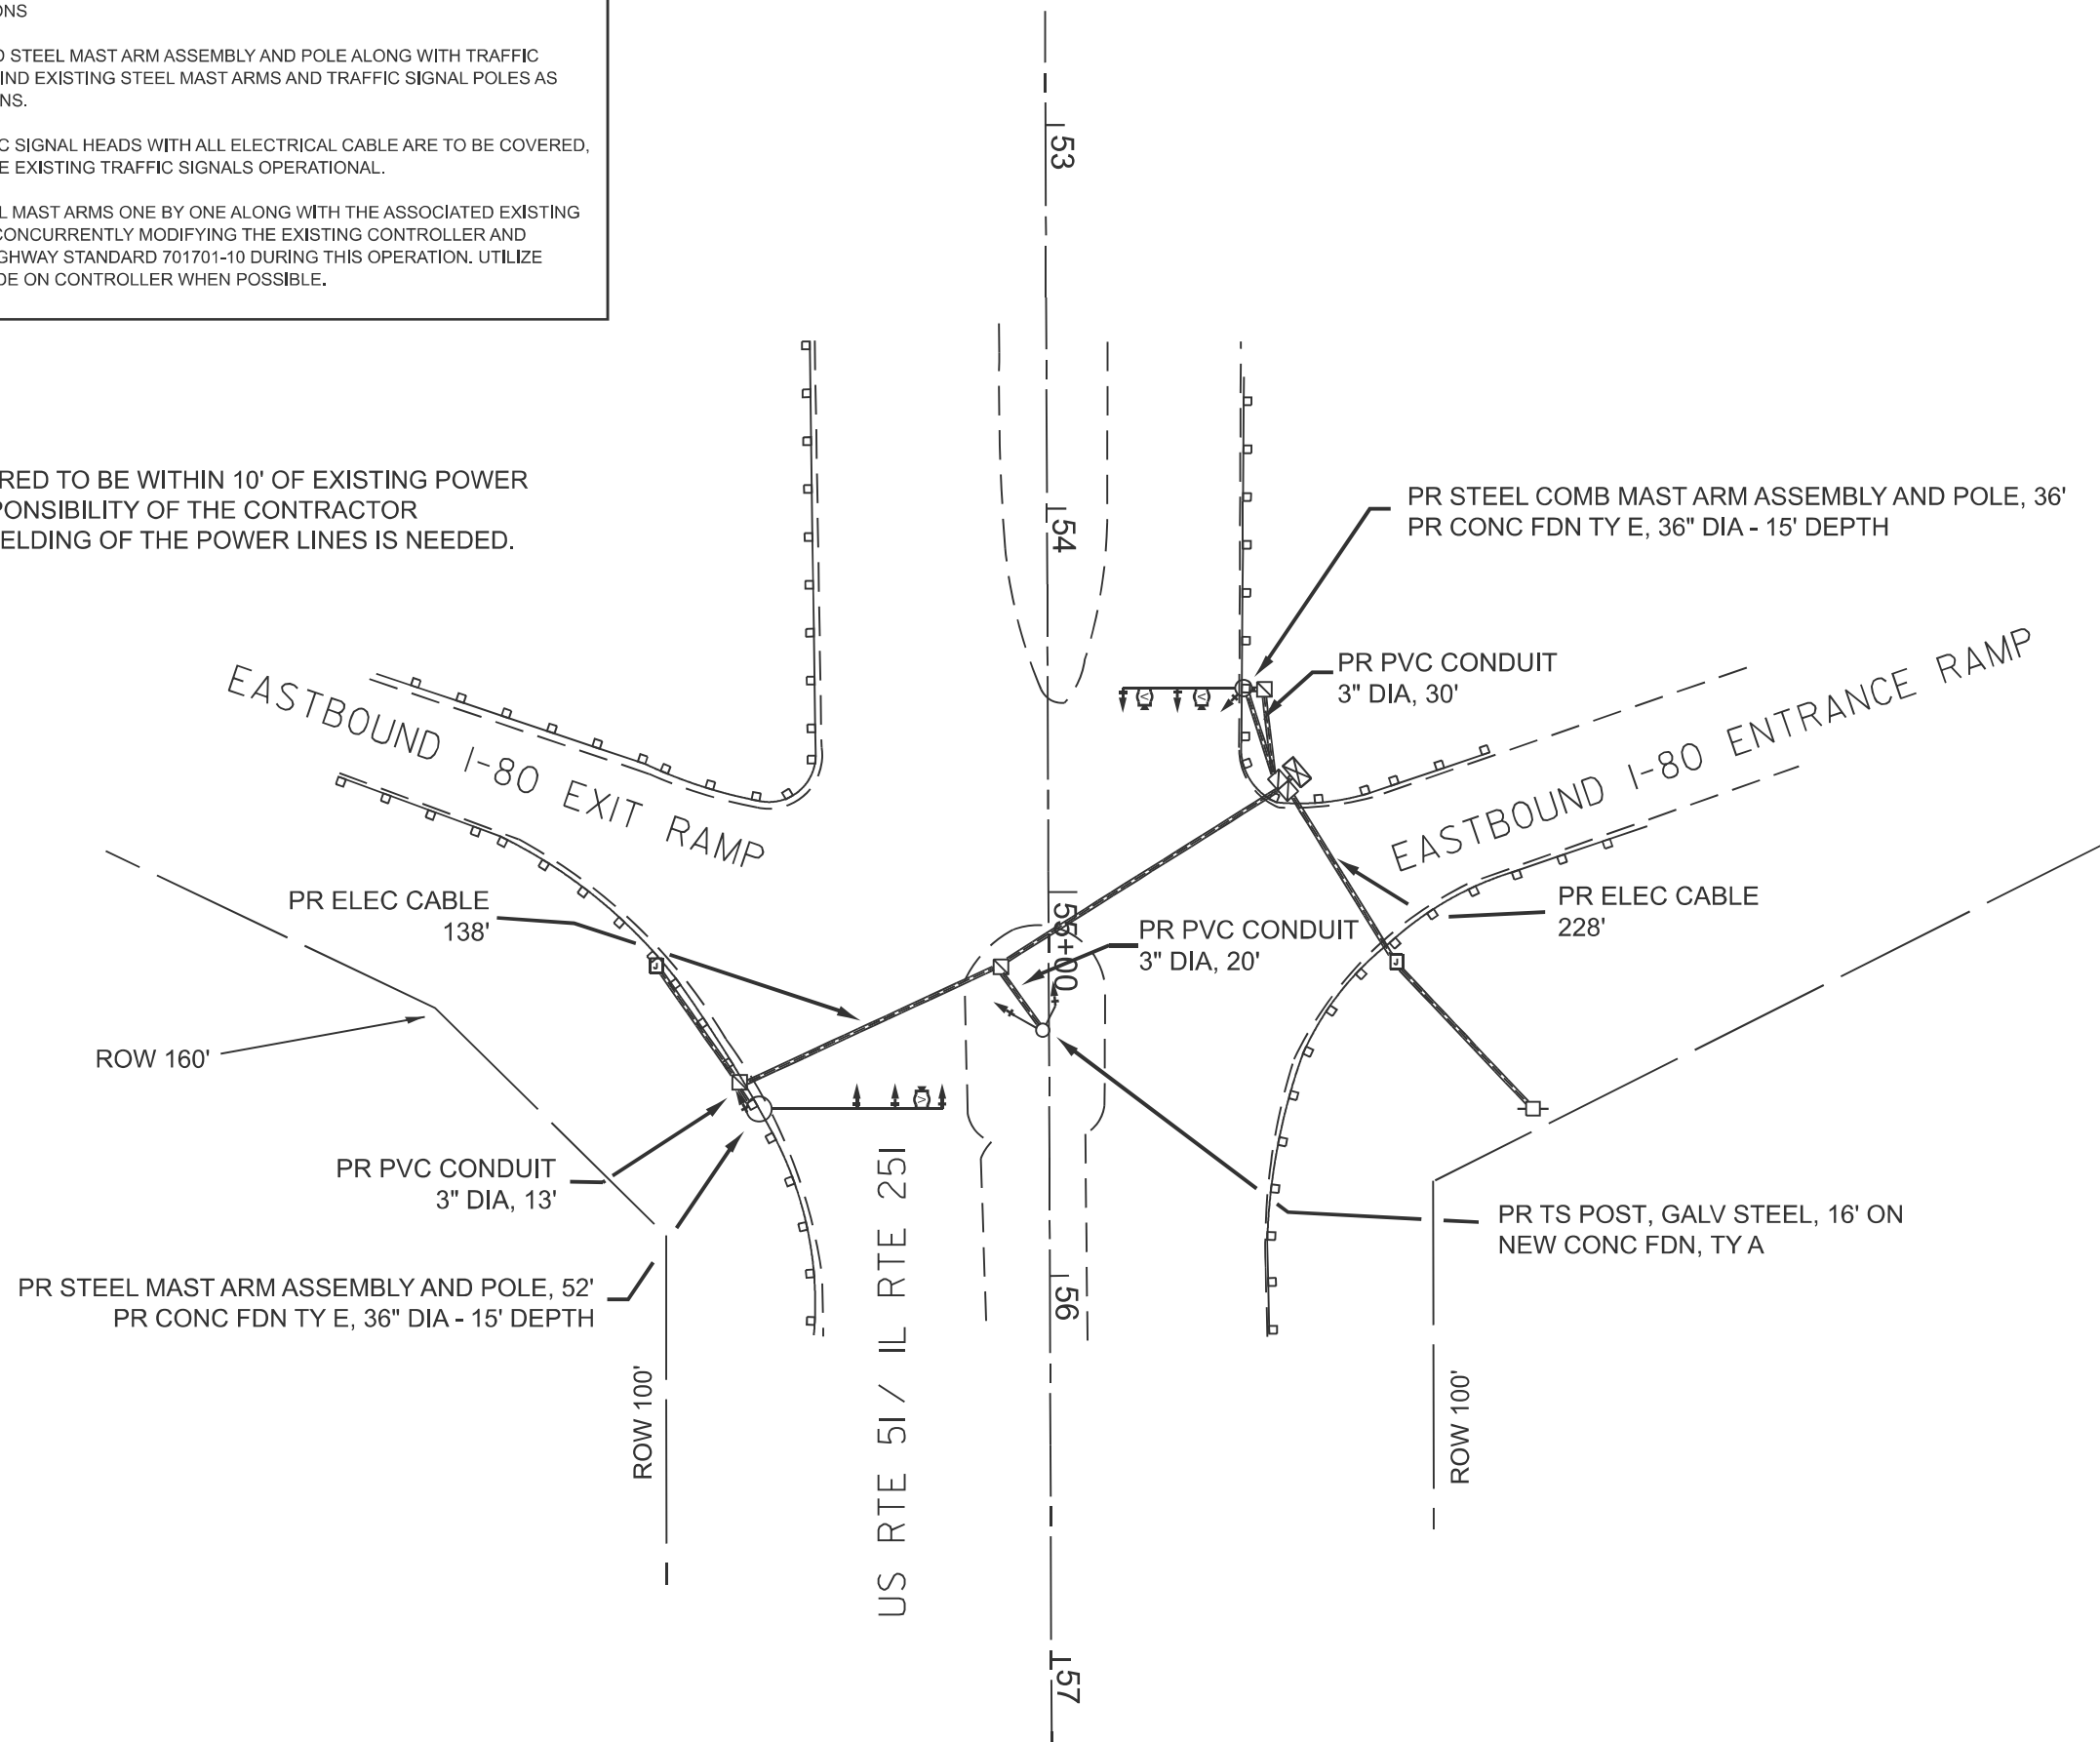 ONS
D STEEL MAST ARM ASSEMBLY AND POLE ALONG WITH TRAFFIC
IND EXISTING STEEL MAST ARMS AND TRAFFIC SIGNAL POLES AS
NS.
C SIGNAL HEADS WITH ALL ELECTRICAL CABLE ARE TO BE COVERED,
E EXISTING TRAFFIC SIGNALS OPERATIONAL.
L MAST ARMS ONE BY ONE ALONG WITH THE ASSOCIATED EXISTING
CONCURRENTLY MODIFYING THE EXISTING CONTROLLER AND
GHWAY STANDARD 701701-10 DURING THIS OPERATION. UTILIZE
DE ON CONTROLLER WHEN POSSIBLE.
53
RED TO BE WITHIN 10' OF EXISTING POWER
PONSIBILITY OF THE CONTRACTOR
ELDING OF THE POWER LINES IS NEEDED.
54
PR STEEL COMB MAST ARM ASSEMBLY AND POLE, 36'
PR CONC FDN TY E, 36" DIA - 15' DEPTH
PR PVC CONDUIT
3" DIA, 30'
EASTBOUND I-80 EXIT RAMP
EASTBOUND I-80 ENTRANCE RAMP
PR ELEC CABLE
138'
55+00
PR PVC CONDUIT
3" DIA, 20'
PR ELEC CABLE
228'
J
J
ROW 160'
PR PVC CONDUIT
3" DIA, 13'
PR STEEL MAST ARM ASSEMBLY AND POLE, 52'
PR CONC FDN TY E, 36" DIA - 15' DEPTH
PR TS POST, GALV STEEL, 16' ON
NEW CONC FDN, TY A
56
US RTE 51 / IL RTE 251
ROW 100'
ROW 100'
57